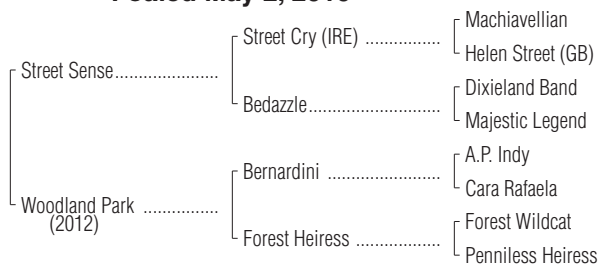 Foaled May 2,
Machiavellian
Street Cry (IRE) ................
Helen Street (GB)
Street Sense......................
Dixieland Band
Bedazzle............................
Majestic Legend
A.P. Indy
Bernardini ........................
Cara Rafaela
Woodland Park ................
(2012)
Forest Wildcat
Forest Heiress ..................
Penniless Heiress